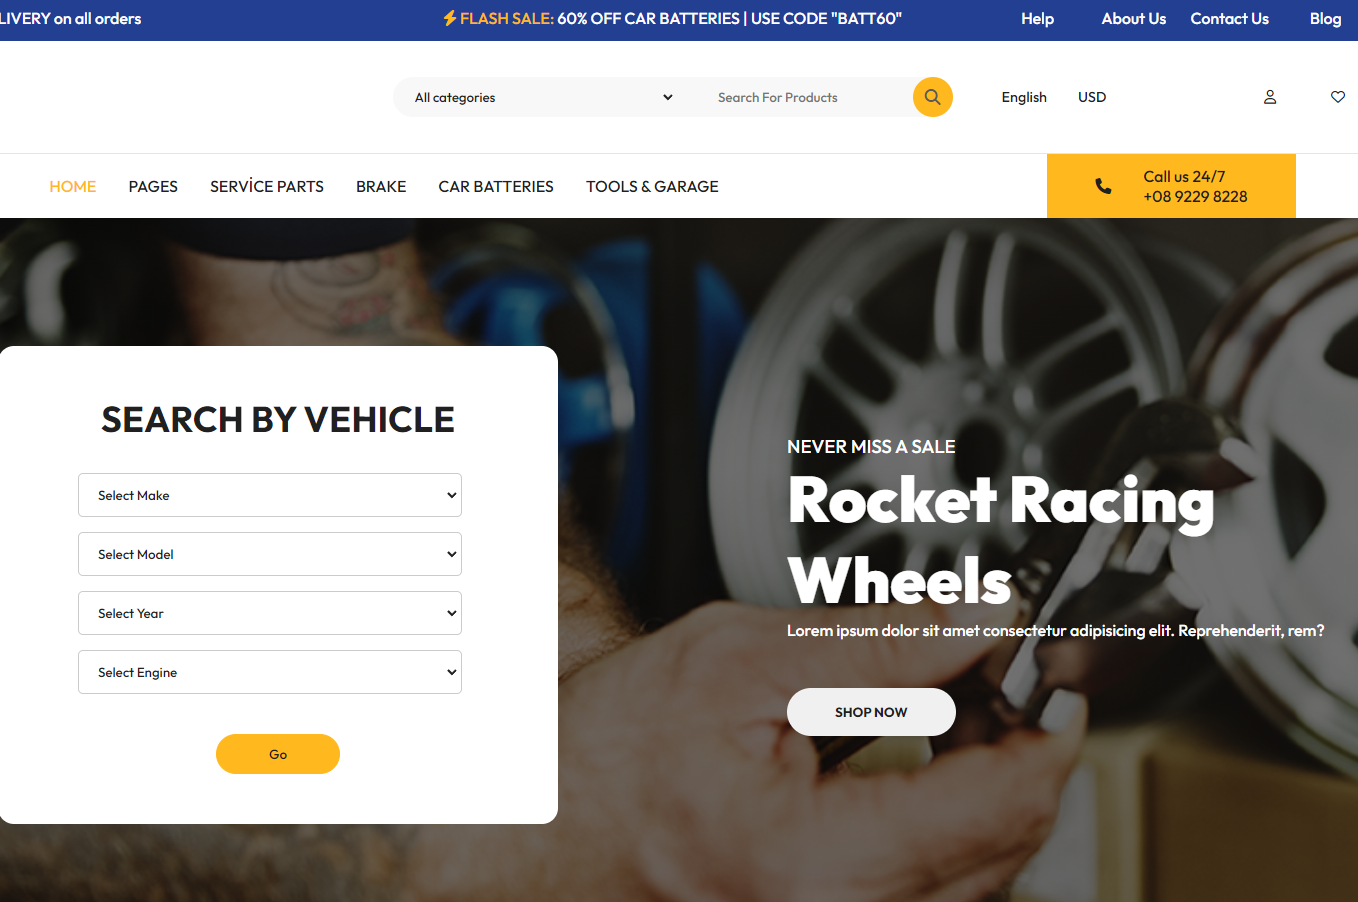 LIVERY on all orders
⚡FLASH SALE: 60% OFF CAR BATTERIES | USE CODE "BATT60"
Help About Us Contact Us Blog
All categories
Search For Products
English USD
HOME PAGES SERVİCE PARTS BRAKE CAR BATTERIES TOOLS & GARAGE
Call us 24/7
+08 9229 8228
SEARCH BY VEHICLE
Select Make
Select Model
Select Year
Select Engine
Go
NEVER MISS A SALE
Rocket Racing
Wheels
Lorem ipsum dolor sit amet consectetur adipisicing elit. Reprehenderit, rem?
SHOP NOW